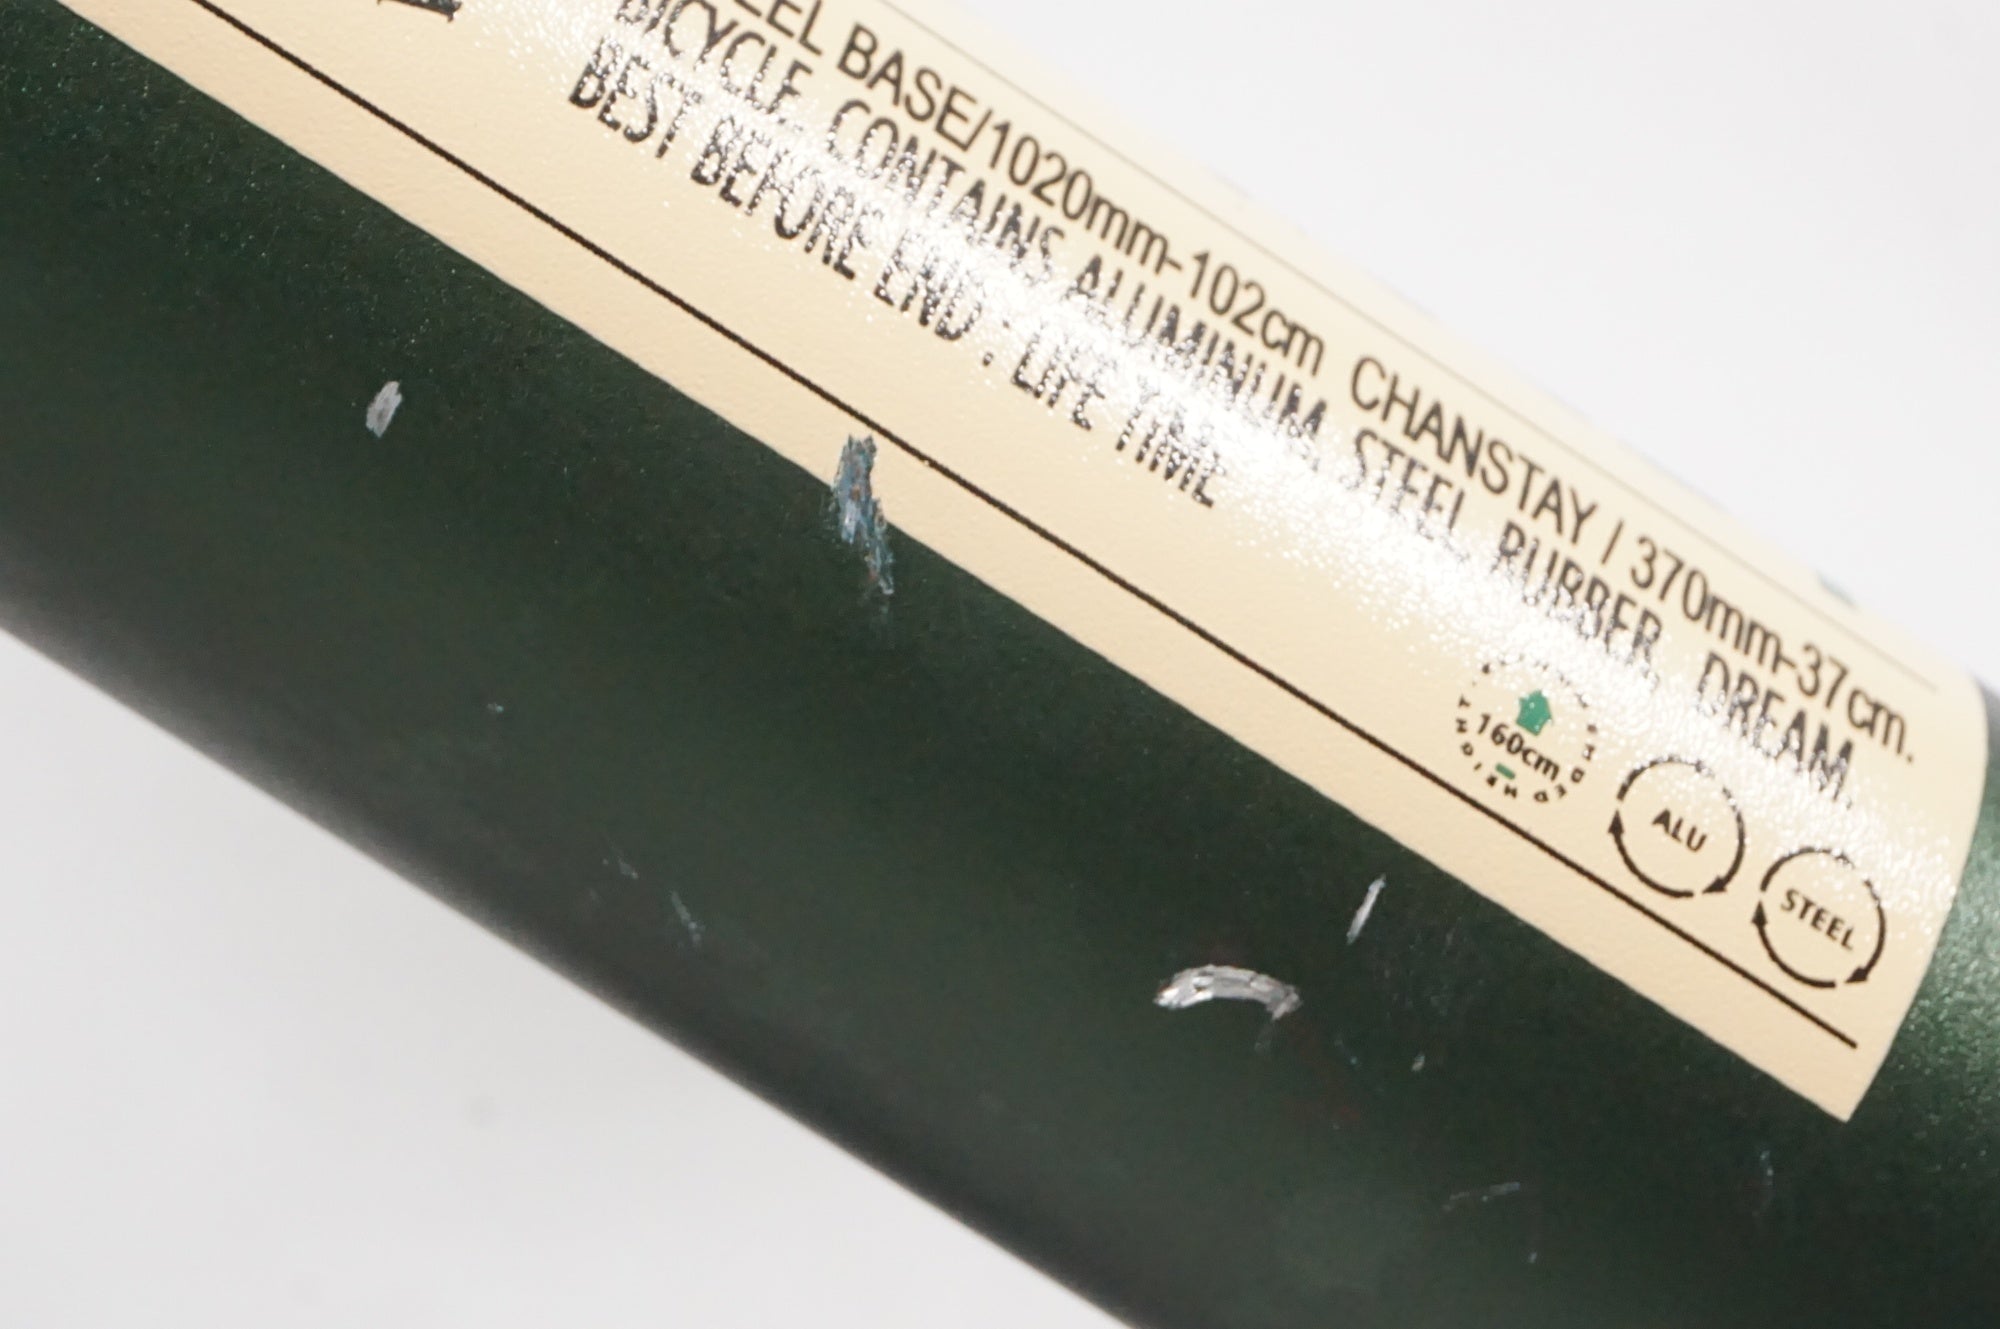 EEL BASE/1020mm-102cm CHANSTAY / 370mm-37cm.
BICYCLE, CONTAINS ALUMINUM, STEEL, RUBBER, DREAM.
BEST BEFORE END : LIFE TIME
160cm
ALU
STEEL